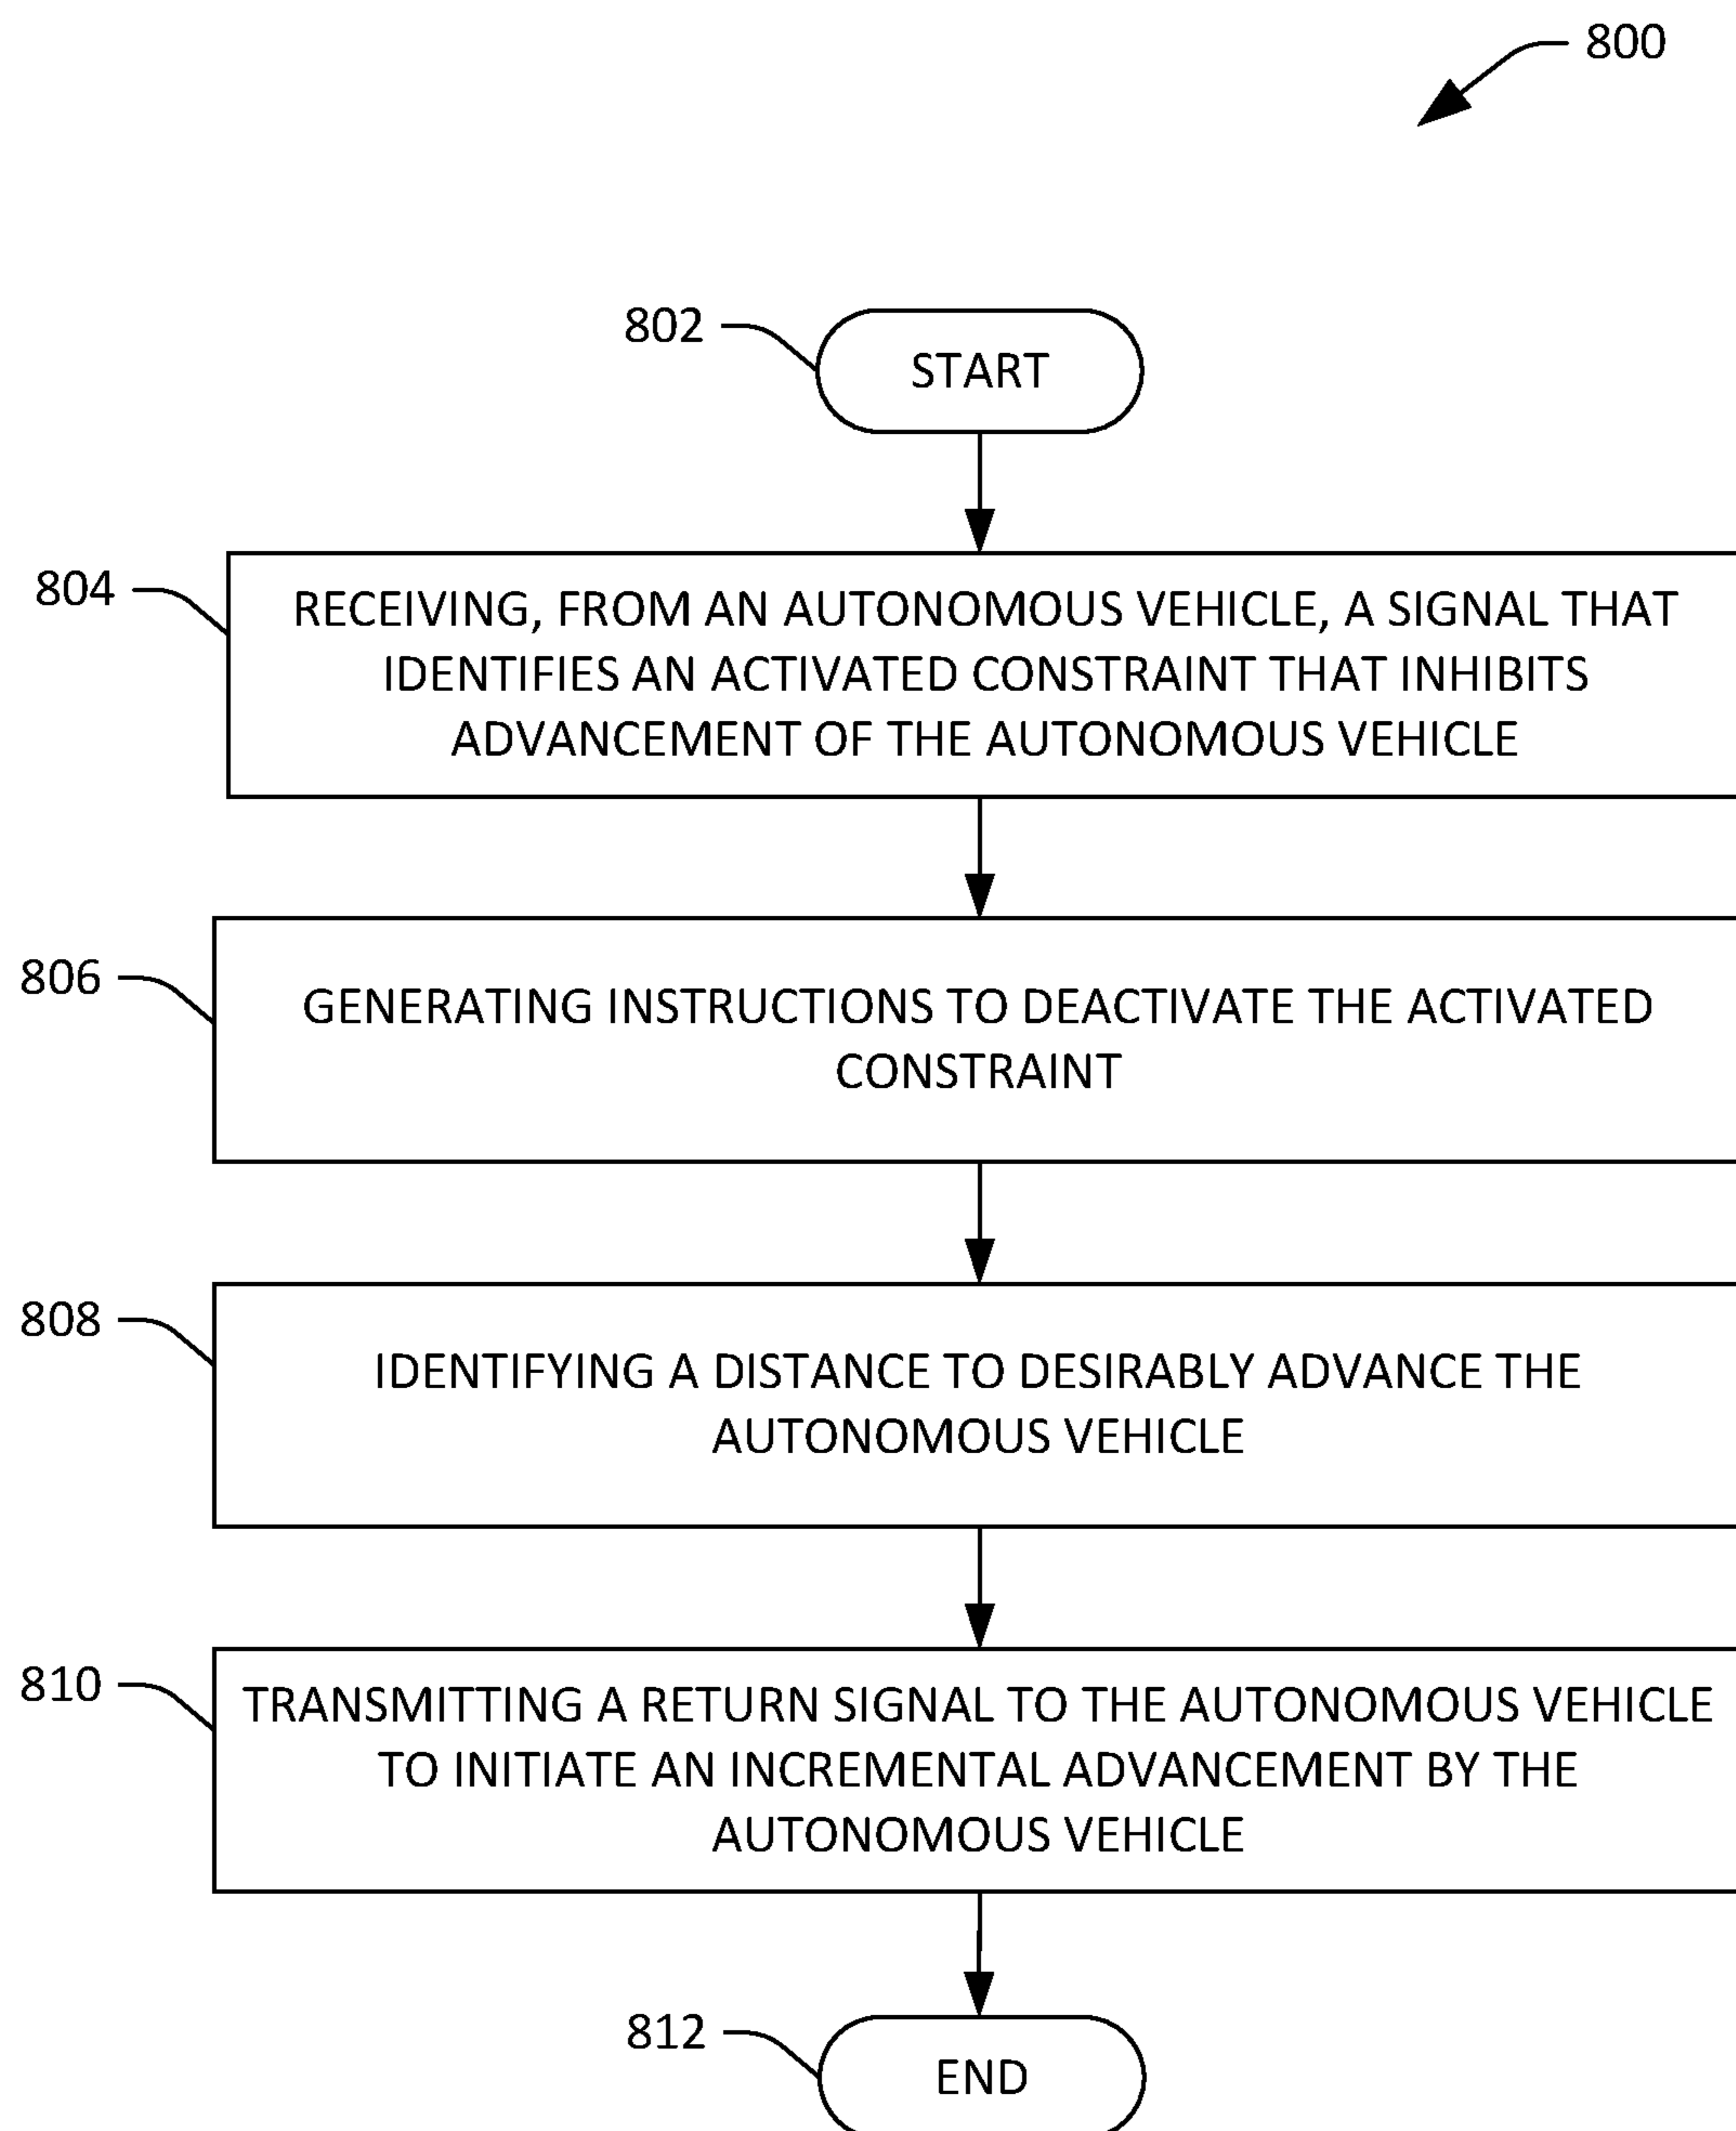 800
802
START
804
RECEIVING, FROM AN AUTONOMOUS VEHICLE, A SIGNAL THAT
IDENTIFIES AN ACTIVATED CONSTRAINT THAT INHIBITS
ADVANCEMENT OF THE AUTONOMOUS VEHICLE
806
GENERATING INSTRUCTIONS TO DEACTIVATE THE ACTIVATED
CONSTRAINT
808
IDENTIFYING A DISTANCE TO DESIRABLY ADVANCE THE
AUTONOMOUS VEHICLE
810
TRANSMITTING A RETURN SIGNAL TO THE AUTONOMOUS VEHICLE
TO INITIATE AN INCREMENTAL ADVANCEMENT BY THE
AUTONOMOUS VEHICLE
812
END